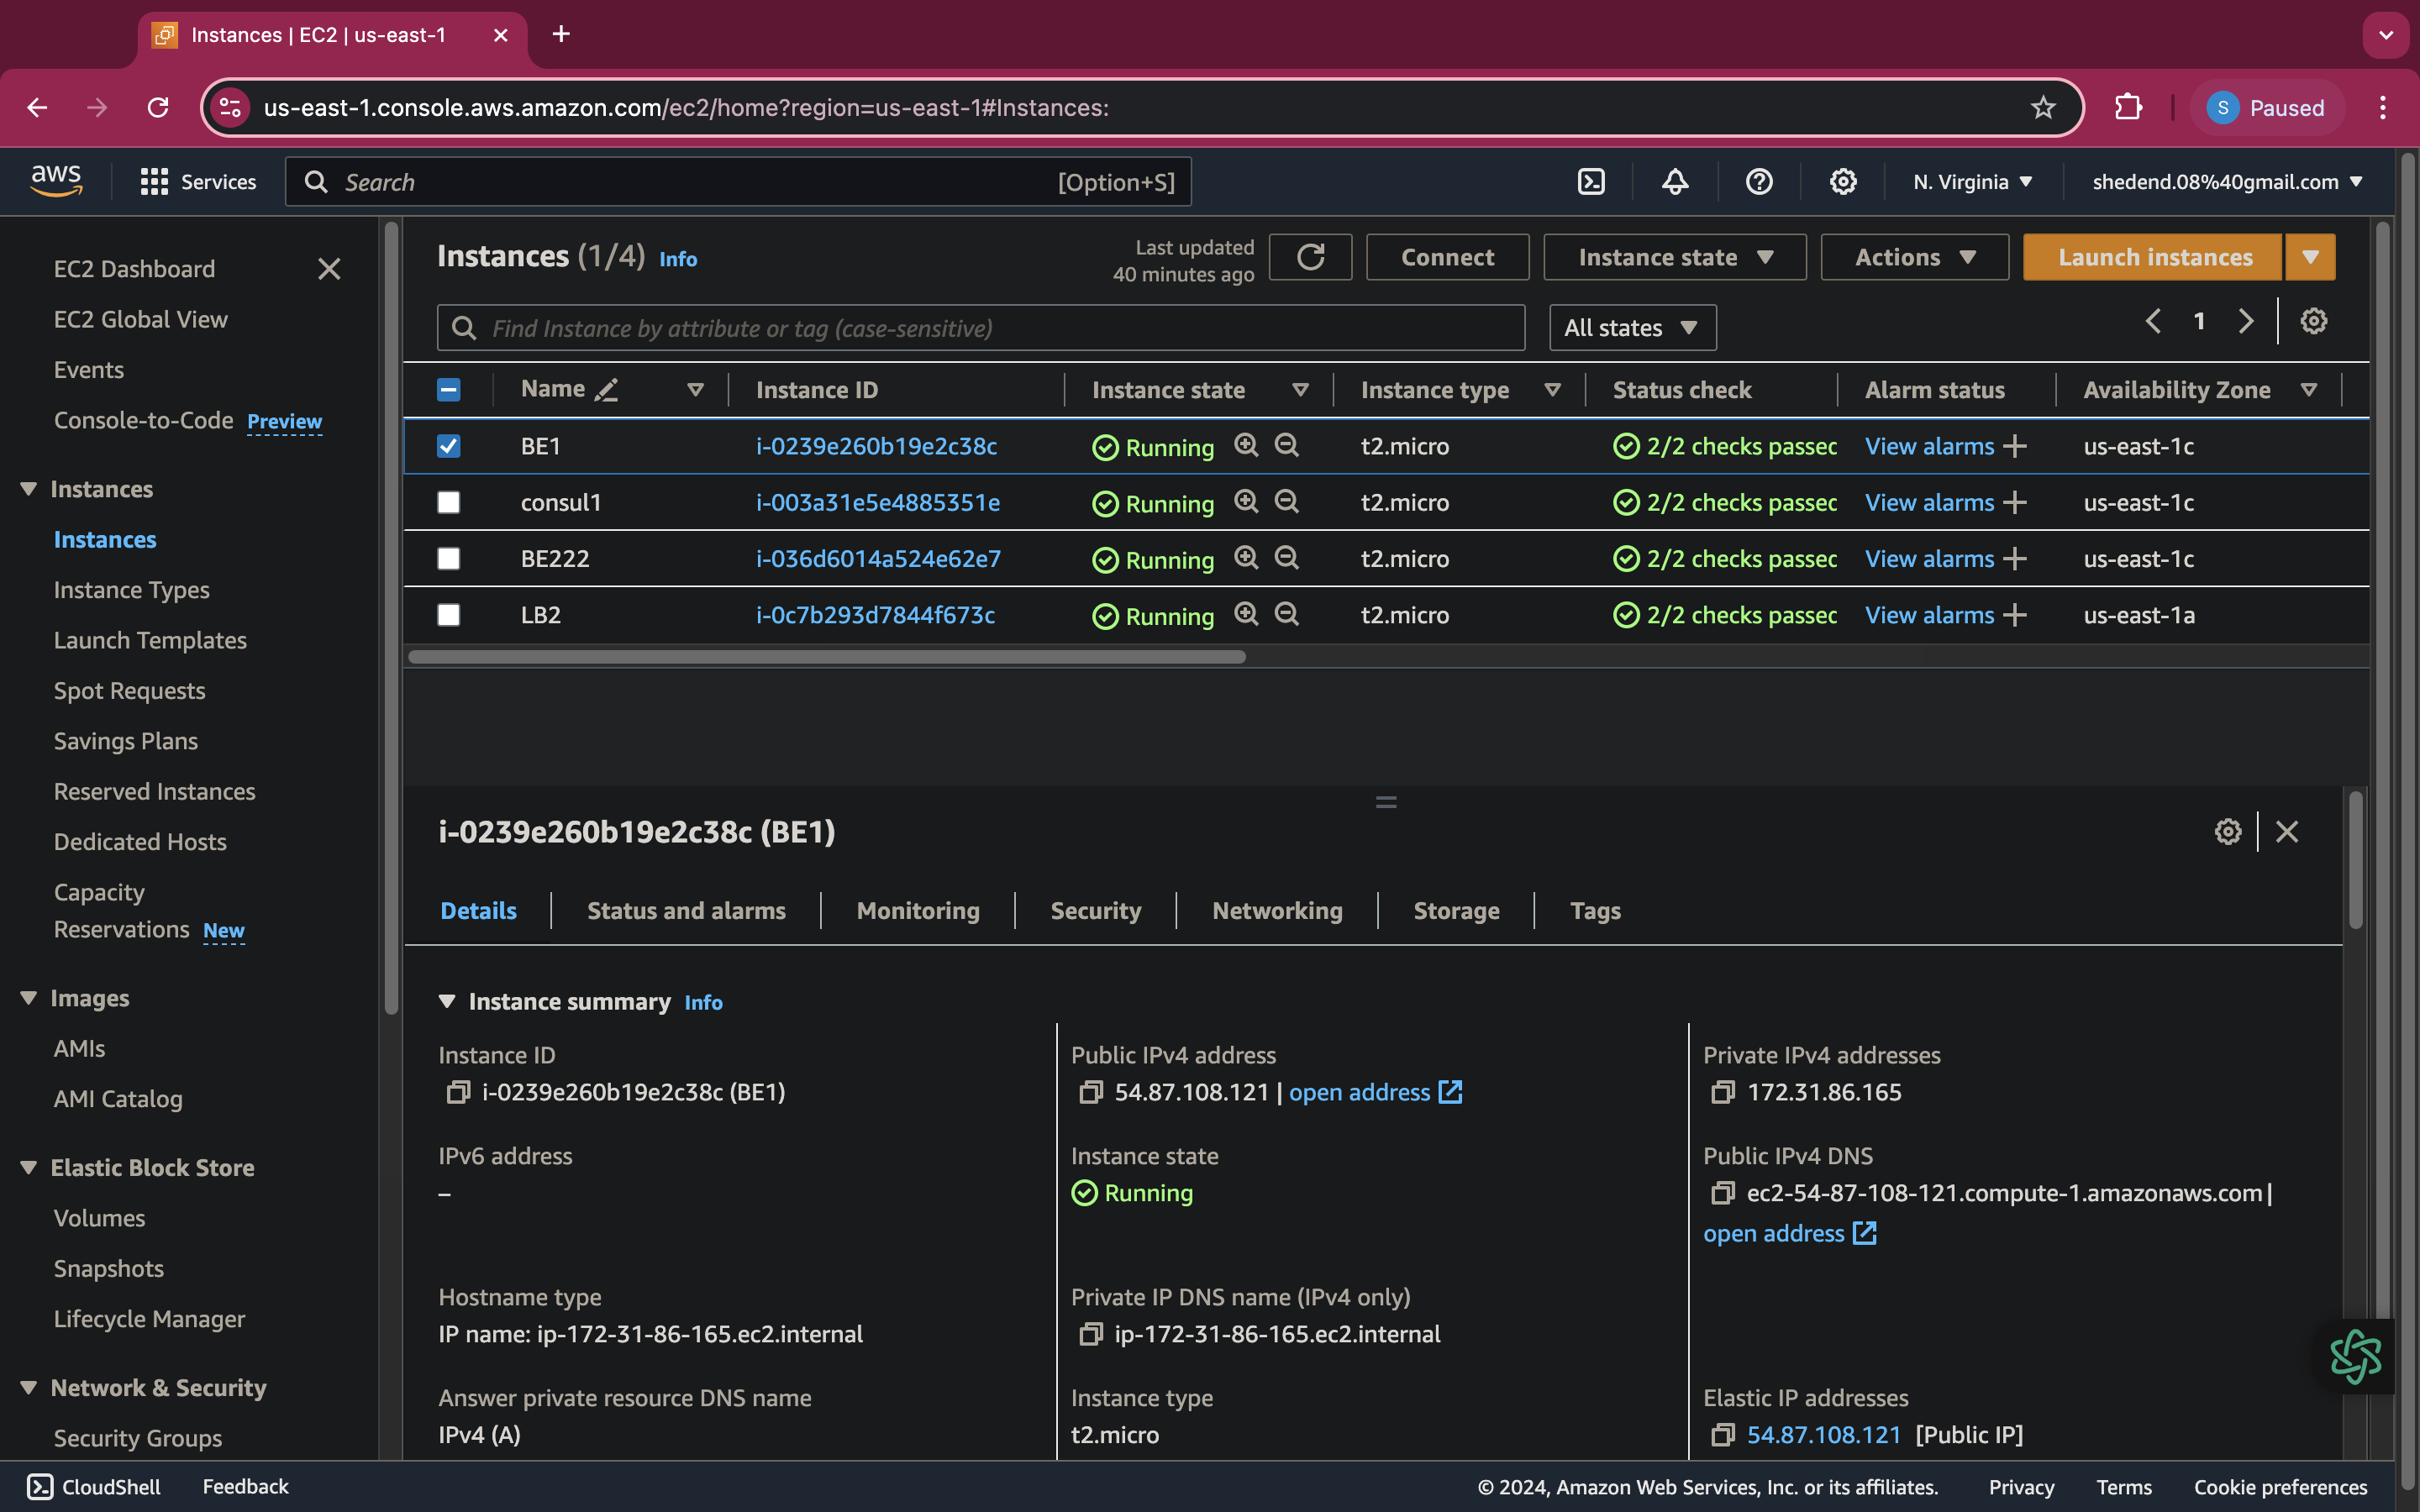 Instances | EC2 | us-east-1
us-east-1.console.aws.amazon.com/ec2/home?region=us-east-1#Instances:
S Paused
aws
Services
Search
[Option+S]
N. Virginia
shedend.08%40gmail.com
EC2 Dashboard
EC2 Global View
Events
Console-to-Code Preview
Instances
Instances
Instance Types
Launch Templates
Spot Requests
Savings Plans
Reserved Instances
Dedicated Hosts
Capacity
Reservations New
Images
AMIs
AMI Catalog
Elastic Block Store
Volumes
Snapshots
Lifecycle Manager
Network & Security
Security Groups
Instances (1/4) Info
Last updated
40 minutes ago
Connect
Instance state
Actions
Launch instances
Find Instance by attribute or tag (case-sensitive)
All states
1
Name Instance ID Instance state Instance type Status check Alarm status Availability Zone
BE1 i-0239e260b19e2c38c Running t2.micro 2/2 checks passec View alarms us-east-1c
consul1 i-003a31e5e4885351e Running t2.micro 2/2 checks passec View alarms us-east-1c
BE222 i-036d6014a524e62e7 Running t2.micro 2/2 checks passec View alarms us-east-1c
LB2 i-0c7b293d7844f673c Running t2.micro 2/2 checks passec View alarms us-east-1a
i-0239e260b19e2c38c (BE1)
Details
Status and alarms
Monitoring
Security
Networking
Storage
Tags
Instance summary Info
Instance ID
i-0239e260b19e2c38c (BE1)
Public IPv4 address
54.87.108.121 | open address
Private IPv4 addresses
172.31.86.165
IPv6 address
–
Instance state
Running
Public IPv4 DNS
ec2-54-87-108-121.compute-1.amazonaws.com |
open address
Hostname type
IP name: ip-172-31-86-165.ec2.internal
Private IP DNS name (IPv4 only)
ip-172-31-86-165.ec2.internal
Answer private resource DNS name
IPv4 (A)
Instance type
t2.micro
Elastic IP addresses
54.87.108.121 [Public IP]
CloudShell
Feedback
© 2024, Amazon Web Services, Inc. or its affiliates.
Privacy
Terms
Cookie preferences